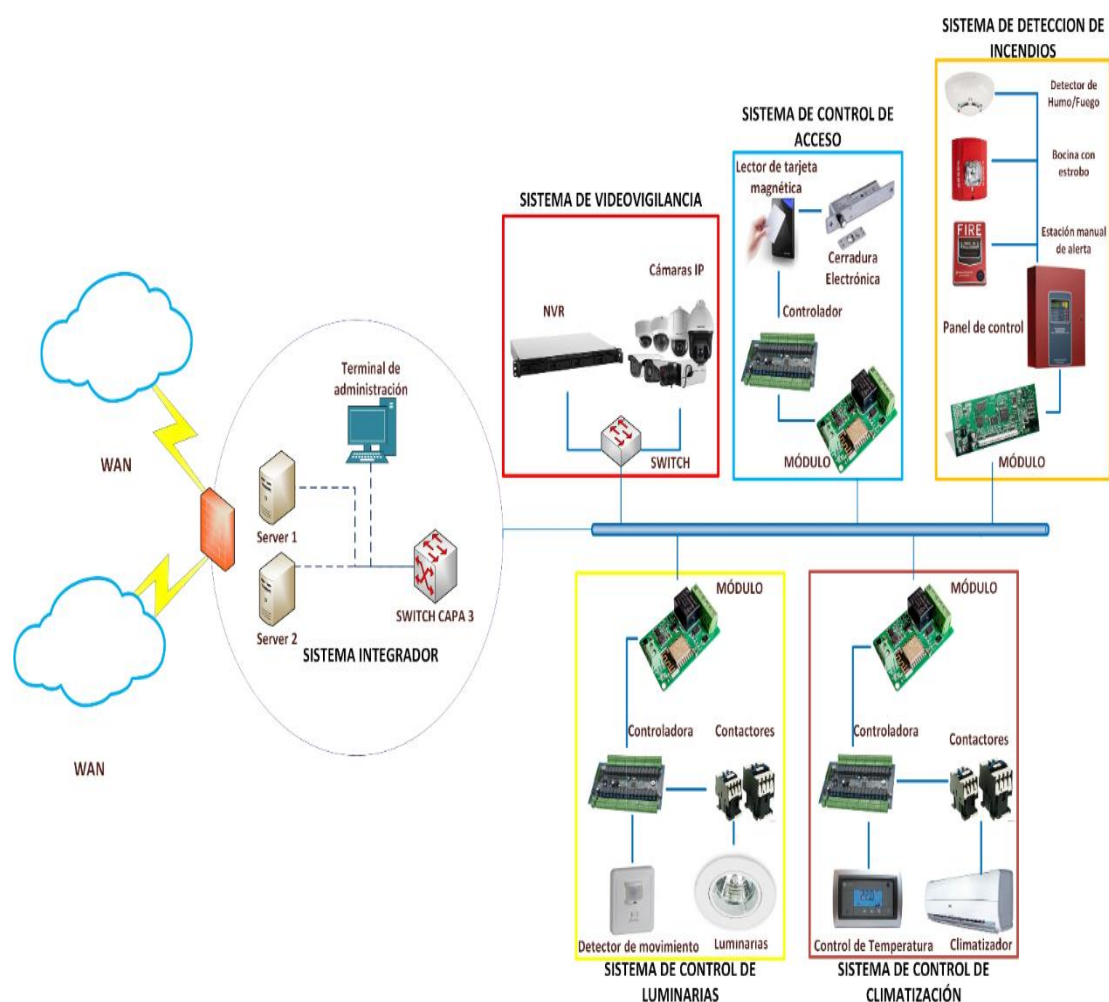 SISTEMA DE DETECCION DE
INCENDIOS
Detector de
Humo/Fuego
Bocina con
estrobo
FIRE
Estación manual
de alerta
Panel de control
MÓDULO
SISTEMA DE CONTROL DE
ACCESO
Lector de tarjeta
magnética
Cerradura
Electrónica
Controlador
MÓDULO
SISTEMA DE VIDEOVIGILANCIA
Cámaras IP
NVR
SWITCH
Terminal de
administración
WAN
Server 1
Server 2
SWITCH CAPA 3
SISTEMA INTEGRADOR
WAN
MÓDULO
Controladora
Contactores
Detector de movimiento
Luminarias
SISTEMA DE CONTROL DE
LUMINARIAS
MÓDULO
Controladora
Contactores
Control de Temperatura
Climatizador
SISTEMA DE CONTROL DE
CLIMATIZACIÓN